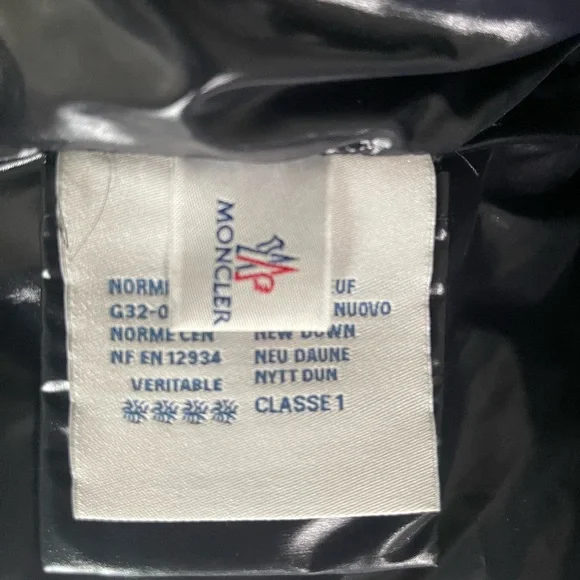 MONCLER
NORM
G32-0
NORME CEN
NF EN 12934
VERITABLE
UF
NUOVO
NEW DOWN
NEU DAUNE
NYTT DUN
CLASSE 1